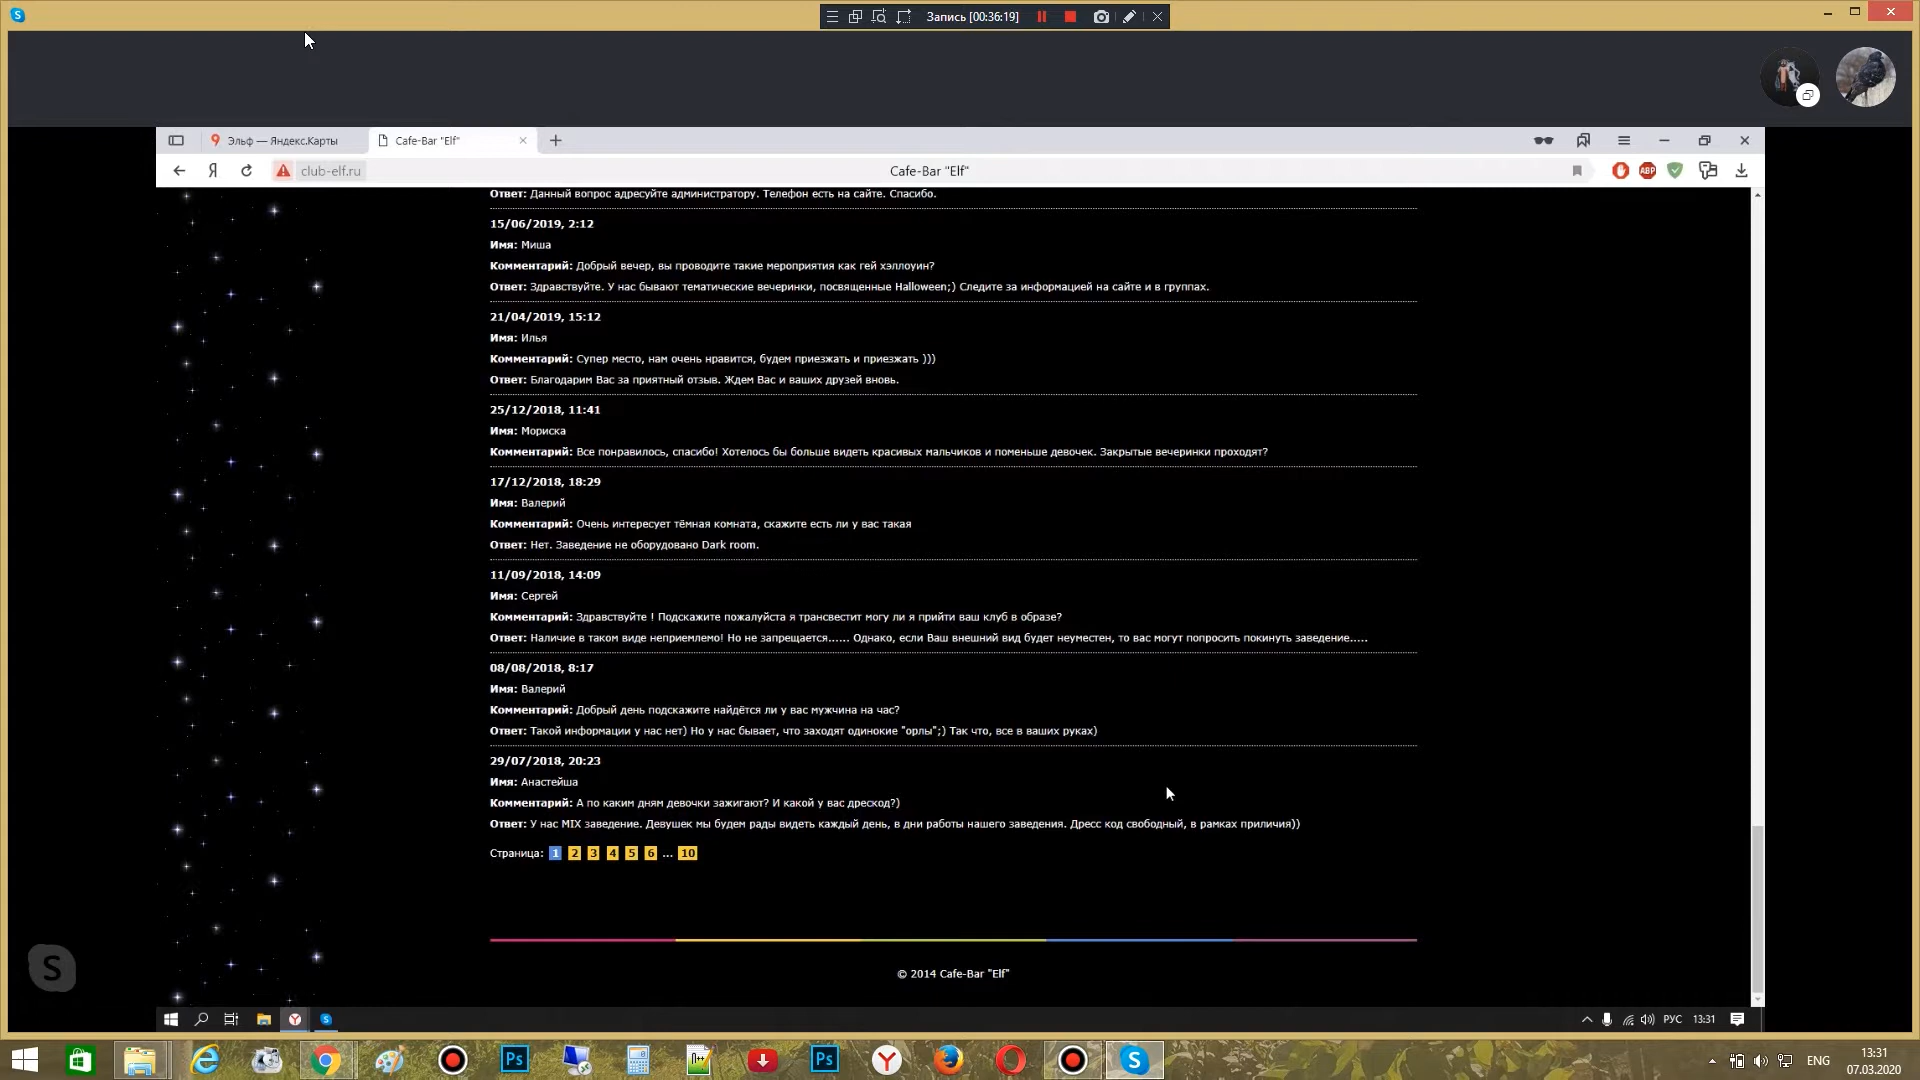 Запись [00:36:19]
Эльф — Яндекс.Карты
Cafe-Bar "Elf"
Я
club-elf.ru
Cafe-Bar "Elf"
ABP
Ответ: Данный вопрос адресуйте администратору. Телефон есть на сайте. Спасибо.
15/06/2019, 2:12
Имя: Миша
Комментарий: Добрый вечер, вы проводите такие мероприятия как гей хэллоуин?
Ответ: Здравствуйте. У нас бывают тематические вечеринки, посвященные Halloween;) Следите за информацией на сайте и в группах.
21/04/2019, 15:12
Имя: Илья
Комментарий: Супер место, нам очень нравится, будем приезжать и приезжать )))
Ответ: Благодарим Вас за приятный отзыв. Ждем Вас и ваших друзей вновь.
25/12/2018, 11:41
Имя: Мориска
Комментарий: Все понравилось, спасибо! Хотелось бы больше видеть красивых мальчиков и поменьше девочек. Закрытые вечеринки проходят?
17/12/2018, 18:29
Имя: Валерий
Комментарий: Очень интересует тёмная комната, скажите есть ли у вас такая
Ответ: Нет. Заведение не оборудовано Dark room.
11/09/2018, 14:09
Имя: Сергей
Комментарий: Здравствуйте ! Подскажите пожалуйста я трансвестит могу ли я прийти ваш клуб в образе?
Ответ: Наличие в таком виде неприемлемо! Но не запрещается...... Однако, если Ваш внешний вид будет неуместен, то вас могут попросить покинуть заведение.....
08/08/2018, 8:17
Имя: Валерий
Комментарий: Добрый день подскажите найдётся ли у вас мужчина на час?
Ответ: Такой информации у нас нет) Но у нас бывает, что заходят одинокие "орлы";) Так что, все в ваших руках)
29/07/2018, 20:23
Имя: Анастейша
Комментарий: А по каким дням девочки зажигают? И какой у вас дрескод?)
Ответ: У нас MIX заведение. Девушек мы будем рады видеть каждый день, в дни работы нашего заведения. Дресс код свободный, в рамках приличия))
Страница: 1 2 3 4 5 6 ... 10
© 2014 Cafe-Bar "Elf"
РУС 13:31
Ps
Ps
ENG
13:31
07.03.2020